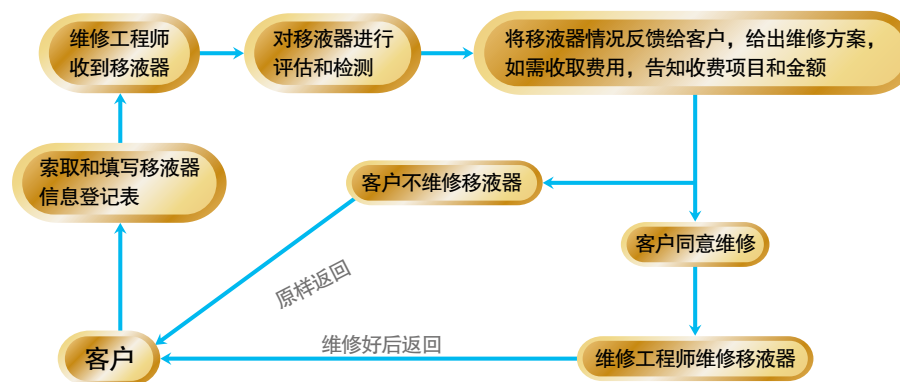 维修工程师
收到移液器
对移液器进行
评估和检测
将移液器情况反馈给客户，给出维修方案，
如需收取费用，告知收费项目和金额
索取和填写移液器
信息登记表
客户不维修移液器
客户同意维修
原样返回
维修好后返回
客户
维修工程师维修移液器